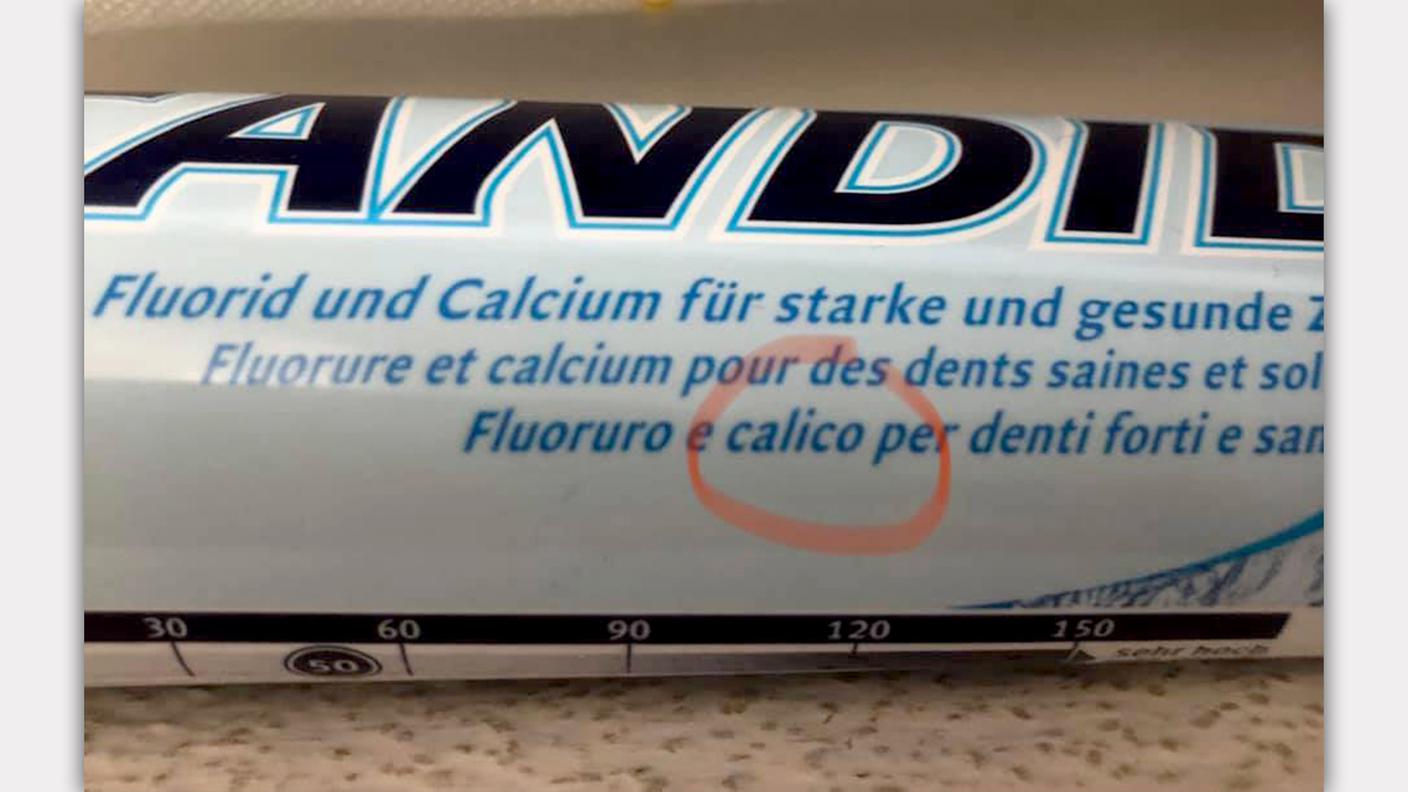 ANDID
Fluorid und Calcium für starke und gesunde Z
Fluorure et calcium pour des dents saines et sol
Fluoruro e calico per denti forti e san
30 60 90 120 150
50 sehr hoch